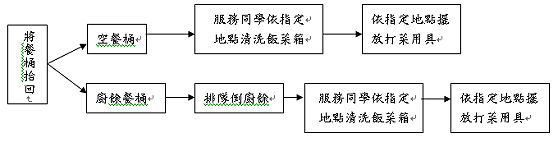 將餐桶抬回
空餐桶
服務同學依指定
地點清洗飯菜箱
依指定地點擺
放打菜用具
廚餘餐桶
排隊倒廚餘
服務同學依指定
地點清洗飯菜箱
依指定地點擺
放打菜用具